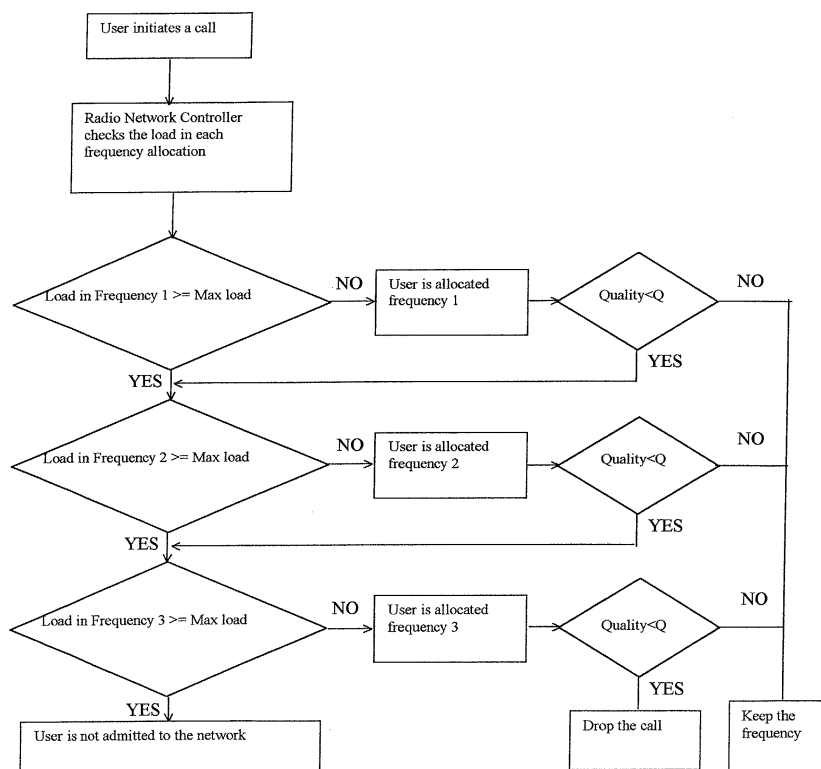 User initiates a call
Radio Network Controller
checks the load in each
frequency allocation
Load in Frequency 1 >= Max load
NO
User is allocated
frequency 1
Quality<Q
NO
YES
YES
Load in Frequency 2 >= Max load
NO
User is allocated
frequency 2
Quality<Q
NO
YES
YES
Load in Frequency 3 >= Max load
NO
User is allocated
frequency 3
Quality<Q
NO
YES
YES
User is not admitted to the network
Drop the call
Keep the
frequency